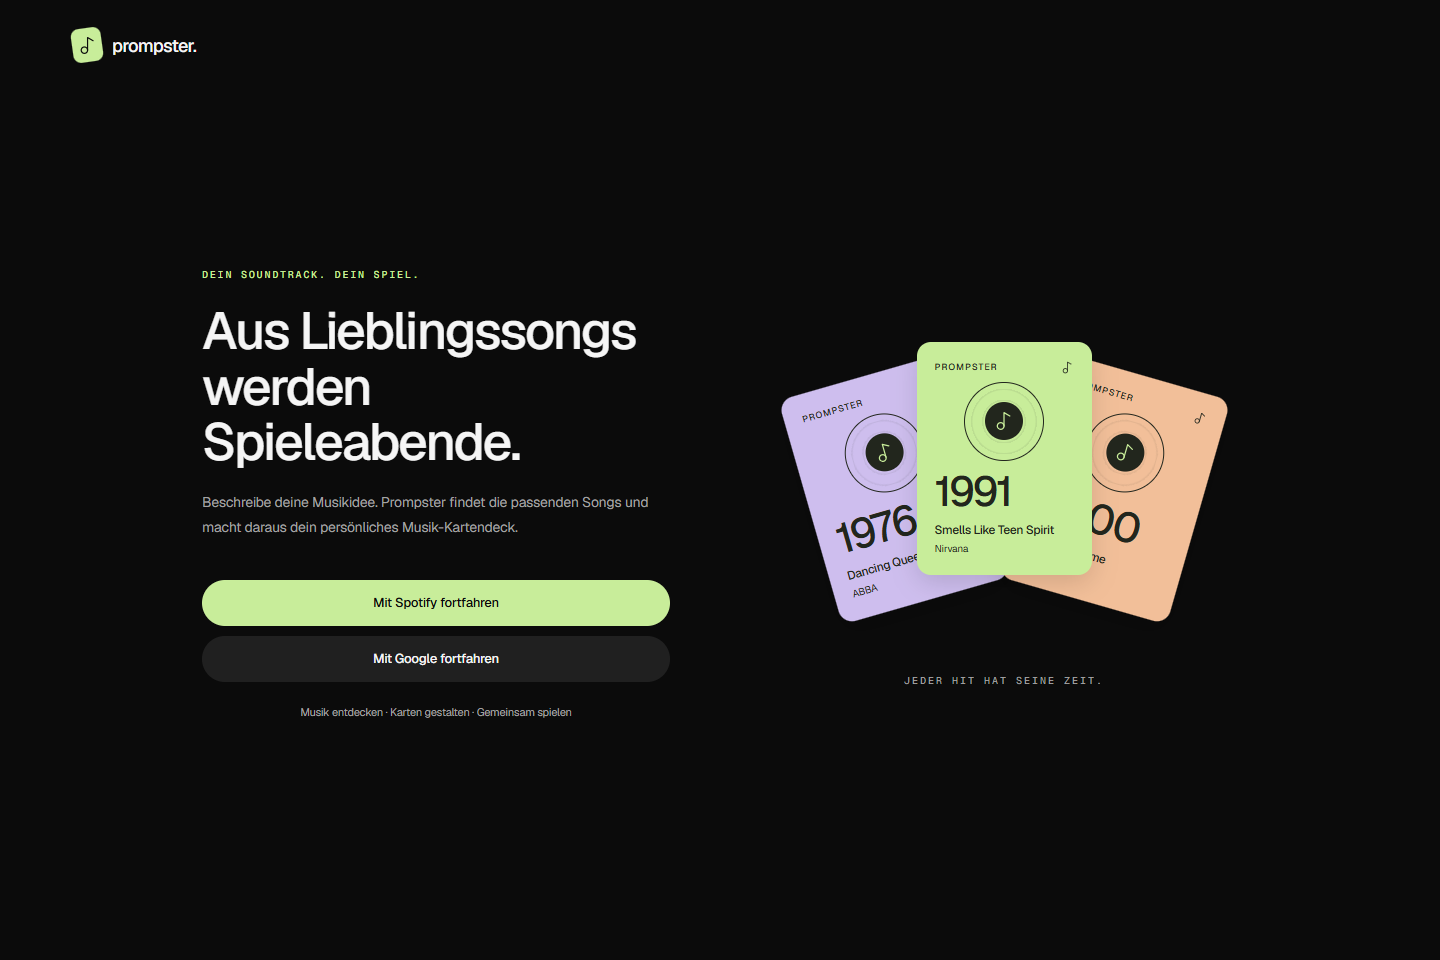 prompster.
DEIN SOUNDTRACK. DEIN SPIEL.
Aus Lieblingssongs
werden
Spieleabende.
Beschreibe deine Musikidee. Prompster findet die passenden Songs und
macht daraus dein persönliches Musik-Kartendeck.
Mit Spotify fortfahren
Mit Google fortfahren
Musik entdecken · Karten gestalten · Gemeinsam spielen
PROMPSTER
1976
Dancing
ABBA
PROMPSTER
1991
Smells Like Teen Spirit
Nirvana
JEDER HIT HAT SEINE ZEIT.